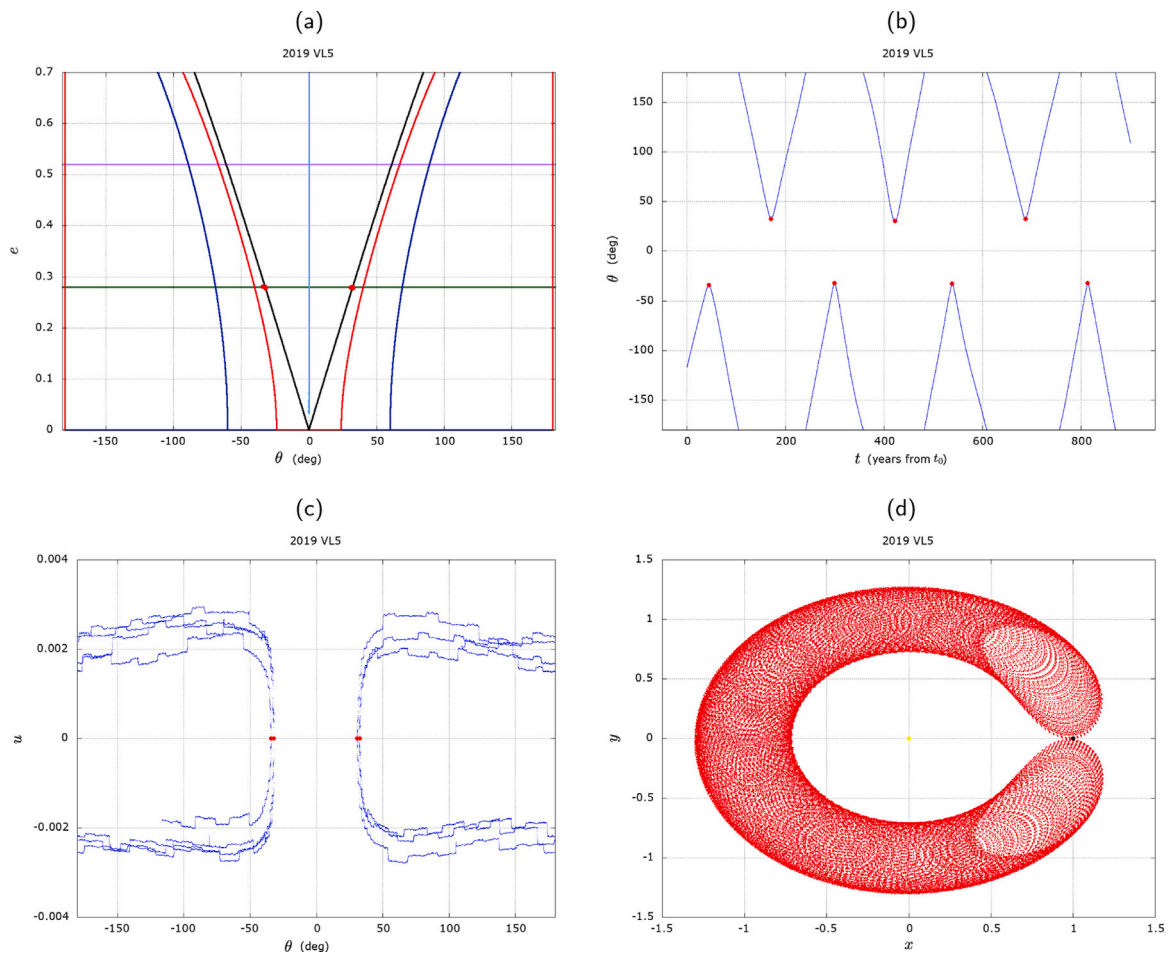 (a)
2019 VL5
0.7
0.6
0.5
0.4
0.3
0.2
0.1
0
e
-150 -100 -50 0 50 100 150
θ (deg)
(b)
2019 VL5
150
100
50
0
-50
-100
-150
θ (deg)
0 200 400 600 800
t (years from t0)
(c)
2019 VL5
0.004
0.002
0
-0.002
-0.004
u
-150 -100 -50 0 50 100 150
θ (deg)
(d)
2019 VL5
1.5
1
0.5
0
-0.5
-1
-1.5
y
-1.5 -1 -0.5 0 0.5 1 1.5
x